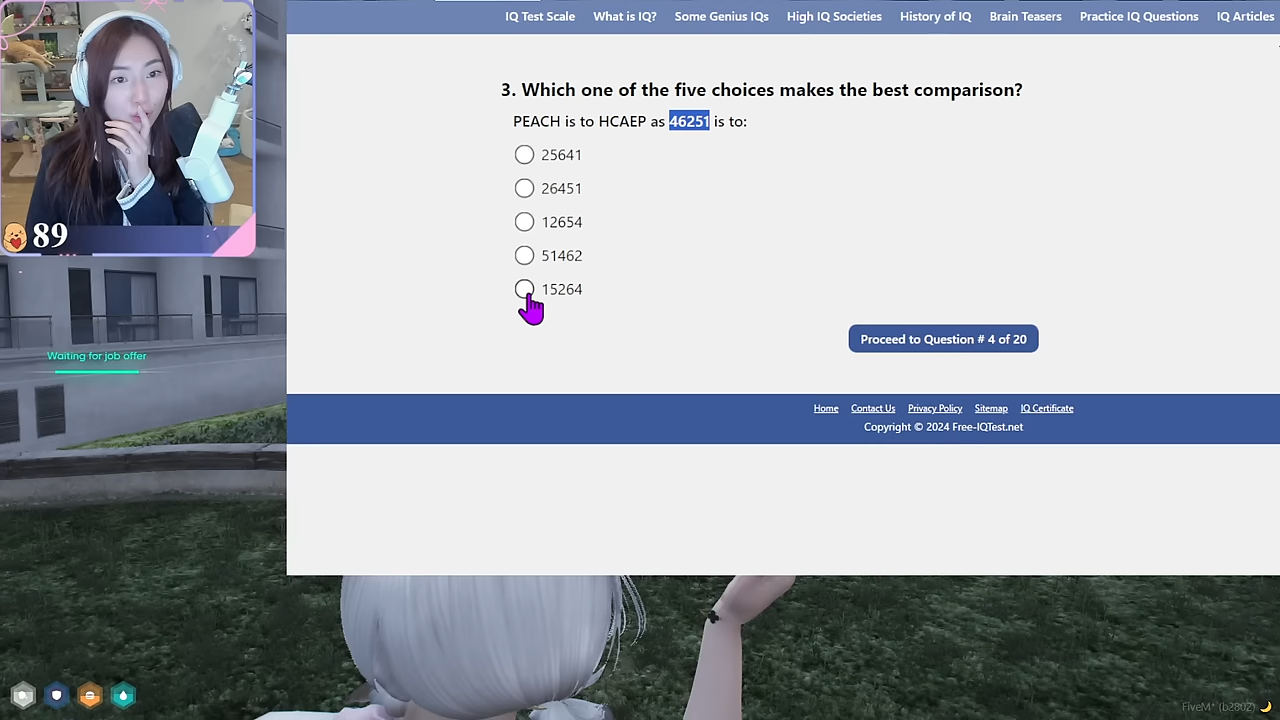 IQ Test Scale What is IQ? Some Genius IQs High IQ Societies History of IQ Brain Teasers Practice IQ Questions IQ Articles
3. Which one of the five choices makes the best comparison?
PEACH is to HCAEP as 46251 is to:
25641
26451
12654
51462
15264
Proceed to Question # 4 of 20
Home Contact Us Privacy Policy Sitemap IQ Certificate
Copyright © 2024 Free-IQTest.net
89
Waiting for job offer
FiveM* (b2802)